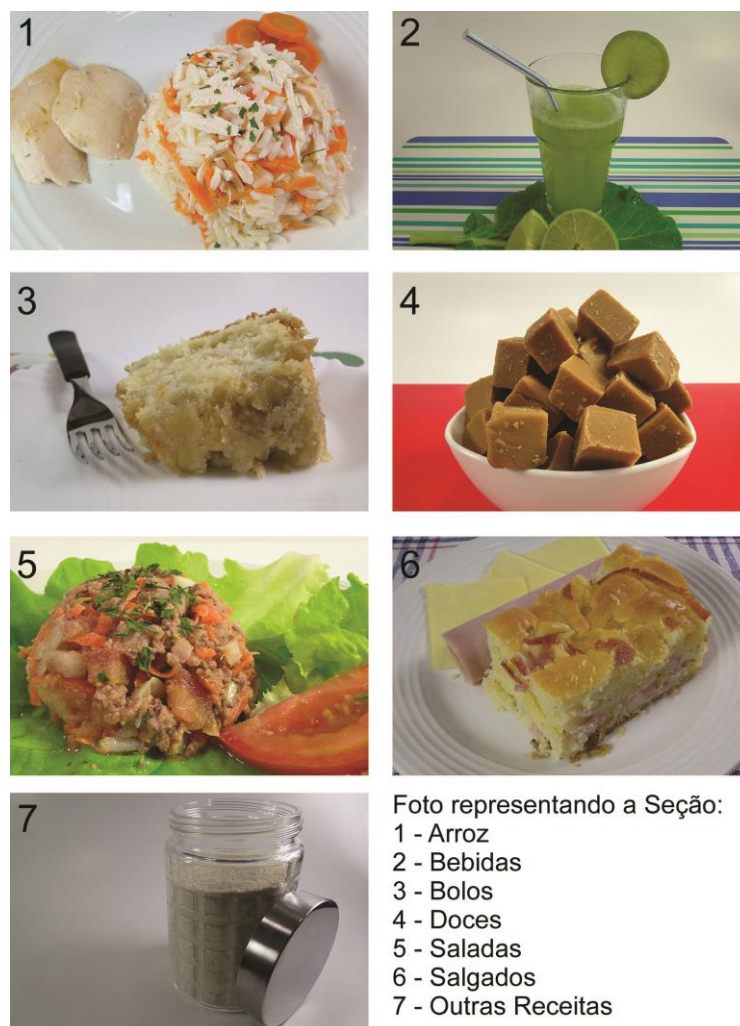 1
2
3
4
5
6
7
Foto representando a Seção:
1 - Arroz
2 - Bebidas
3 - Bolos
4 - Doces
5 - Saladas
6 - Salgados
7 - Outras Receitas